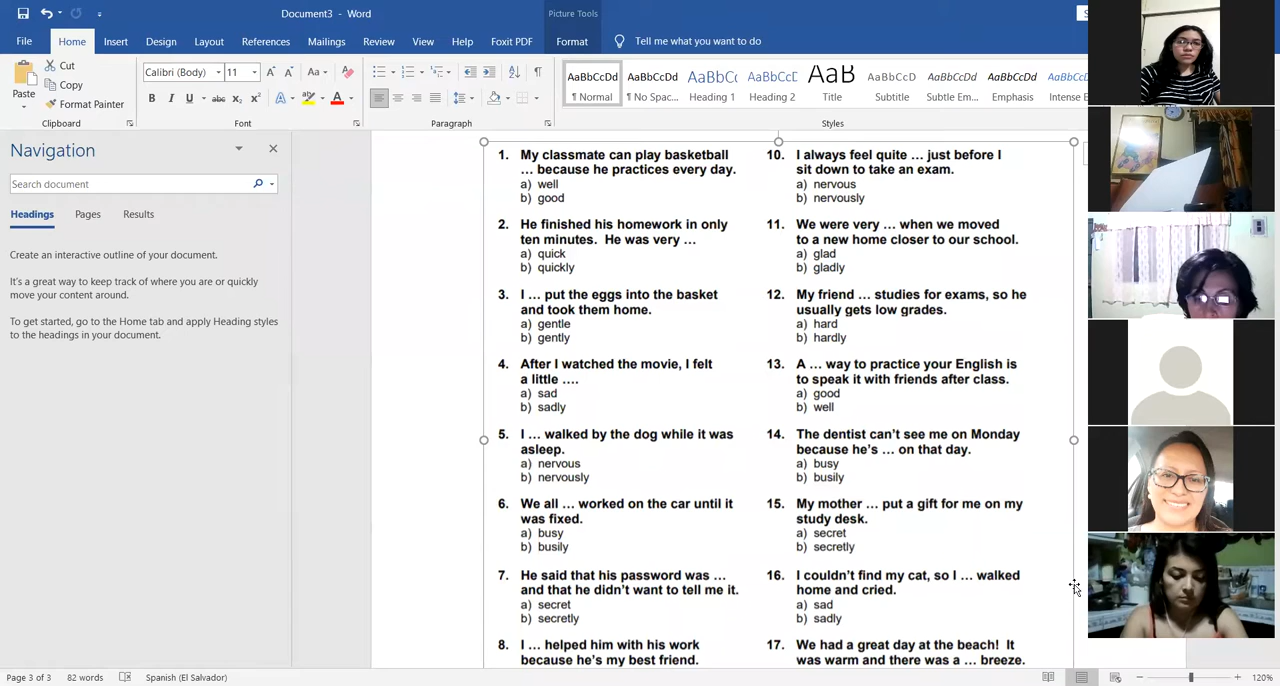 Document3 - Word
Picture Tools
File Home Insert Design Layout References Mailings Review View Help Foxit PDF Format Tell me what you want to do
Paste
Cut
Copy
Format Painter
Clipboard
Calibri (Body) 11
Font
Paragraph
AaBbCcDd AaBbCcDd AaBbC AaBbCcD AaB AaBbCcD AaBbCcDd AaBbCcDd
¶ Normal ¶ No Spac... Heading 1 Heading 2 Title Subtitle Subtle Em... Emphasis Intense E
Styles
Navigation
Search document
Headings Pages Results
Create an interactive outline of your document.
It's a great way to keep track of where you are or quickly
move your content around.
To get started, go to the Home tab and apply Heading styles
to the headings in your document.
1. My classmate can play basketball
... because he practices every day.
a) well
b) good
2. He finished his homework in only
ten minutes. He was very ...
a) quick
b) quickly
3. I ... put the eggs into the basket
and took them home.
a) gentle
b) gently
4. After I watched the movie, I felt
a little ....
a) sad
b) sadly
5. I ... walked by the dog while it was
asleep.
a) nervous
b) nervously
6. We all ... worked on the car until it
was fixed.
a) busy
b) busily
7. He said that his password was ...
and that he didn't want to tell me it.
a) secret
b) secretly
8. I ... helped him with his work
because he's my best friend.
10. I always feel quite ... just before I
sit down to take an exam.
a) nervous
b) nervously
11. We were very ... when we moved
to a new home closer to our school.
a) glad
b) gladly
12. My friend ... studies for exams, so he
usually gets low grades.
a) hard
b) hardly
13. A ... way to practice your English is
to speak it with friends after class.
a) good
b) well
14. The dentist can't see me on Monday
because he's ... on that day.
a) busy
b) busily
15. My mother ... put a gift for me on my
study desk.
a) secret
b) secretly
16. I couldn't find my cat, so I ... walked
home and cried.
a) sad
b) sadly
17. We had a great day at the beach! It
was warm and there was a ... breeze.
Page 3 of 3 82 words Spanish (El Salvador) 120%